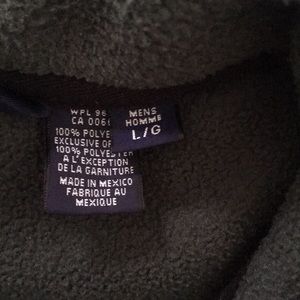 WPL 96
CA 006
100% POLYE
EXCLUSIVE OF
100% POLYES
A L'EXCEPTION
DE LA GARNITURE
MADE IN MEXICO
FABRIQUE AU
MEXIQUE
MENS
HOMME
L/G